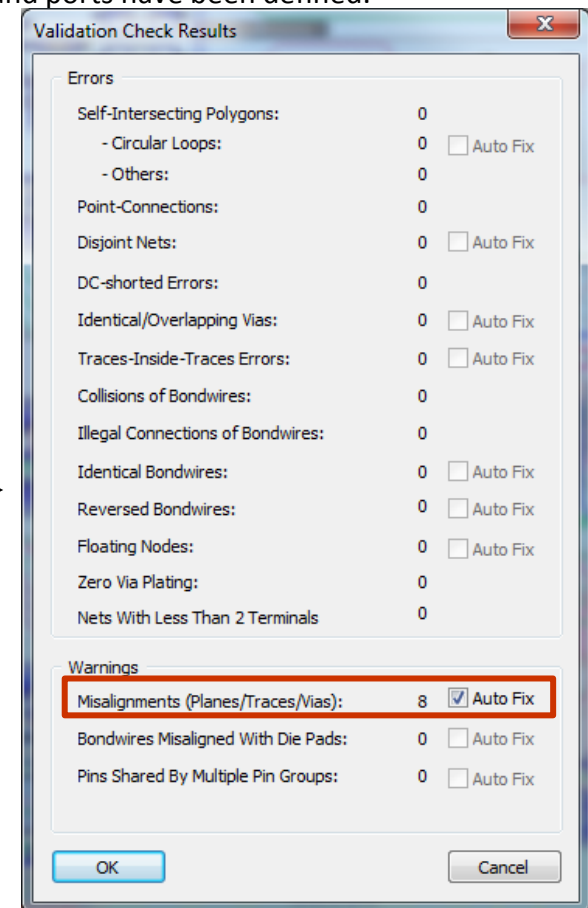 and ports have been defined.
Validation Check Results
Errors
Self-Intersecting Polygons: 0
- Circular Loops: 0 Auto Fix
- Others: 0
Point-Connections: 0
Disjoint Nets: 0 Auto Fix
DC-shorted Errors: 0
Identical/Overlapping Vias: 0 Auto Fix
Traces-Inside-Traces Errors: 0 Auto Fix
Collisions of Bondwires: 0
Illegal Connections of Bondwires: 0
Identical Bondwires: 0 Auto Fix
Reversed Bondwires: 0 Auto Fix
Floating Nodes: 0 Auto Fix
Zero Via Plating: 0
Nets With Less Than 2 Terminals 0
Warnings
Misalignments (Planes/Traces/Vias): 8 Auto Fix
Bondwires Misaligned With Die Pads: 0 Auto Fix
Pins Shared By Multiple Pin Groups: 0 Auto Fix
OK Cancel